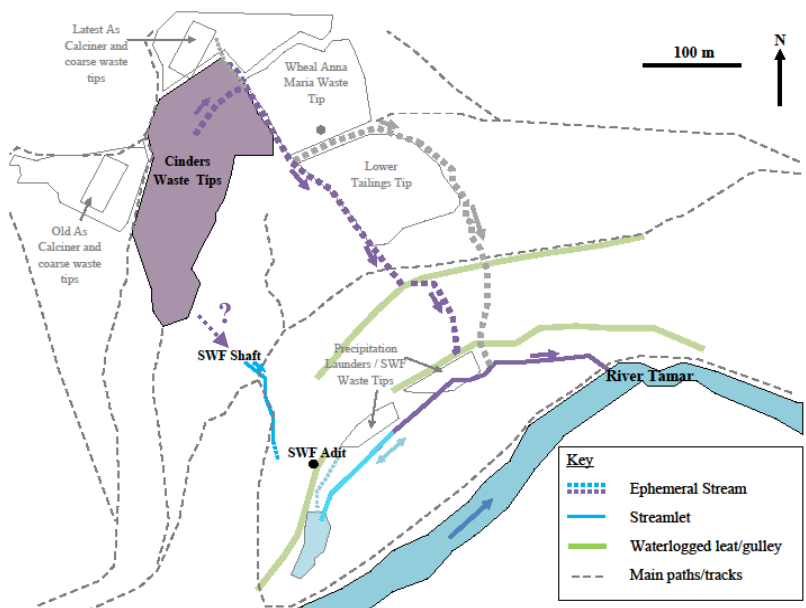 Latest As
Calciner and
coarse waste
tips
Wheal Anna
Maria Waste
Tip
100 m
N
Cinders
Waste Tips
Lower
Tailings Tip
Old As
Calciner and
coarse waste
tips
?
SWF Shaft
Precipitation
Launders / SWF
Waste Tips
River Tamar
SWF Adit
Key
Ephemeral Stream
Streamlet
Waterlogged leat/gulley
Main paths/tracks